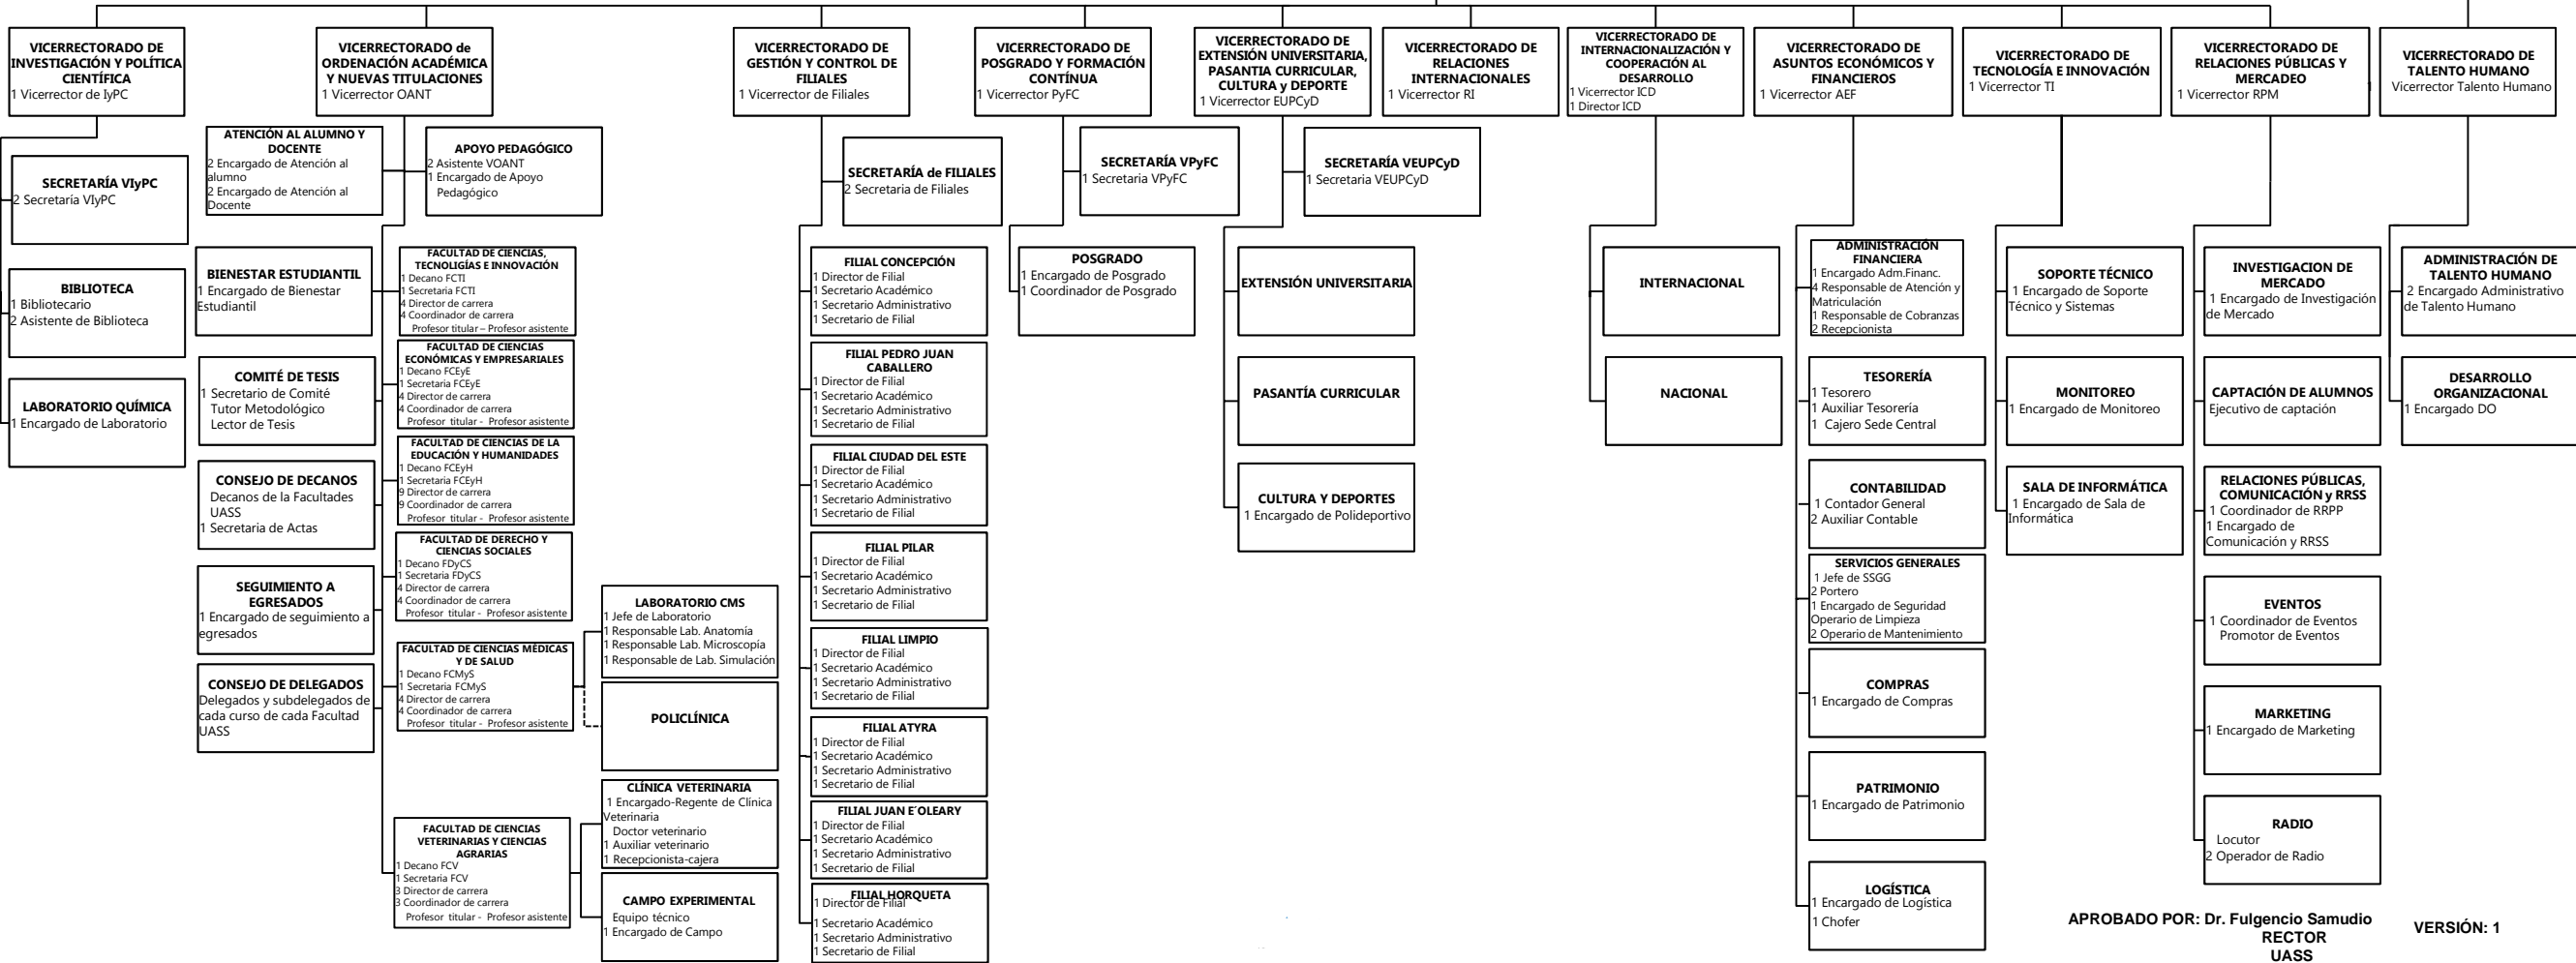 VICERRECTORADO DE
INVESTIGACIÓN Y POLÍTICA
CIENTÍFICA
1 Vicerrector de IyPC
SECRETARÍA VIyPC
2 Secretaría VIyPC
BIBLIOTECA
1 Bibliotecario
2 Asistente de Biblioteca
LABORATORIO QUÍMICA
1 Encargado de Laboratorio
VICERRECTORADO de
ORDENACIÓN ACADÉMICA
Y NUEVAS TITULACIONES
1 Vicerrector OANT
ATENCIÓN AL ALUMNO Y
DOCENTE
2 Encargado de Atención al
alumno
2 Encargado de Atención al
Docente
APOYO PEDAGÓGICO
2 Asistente VOANT
1 Encargado de Apoyo
Pedagógico
BIENESTAR ESTUDIANTIL
1 Encargado de Bienestar
Estudiantil
COMITÉ DE TESIS
1 Secretario de Comité
Tutor Metodológico
Lector de Tesis
CONSEJO DE DECANOS
Decanos de la Facultades
UASS
1 Secretaria de Actas
SEGUIMIENTO A
EGRESADOS
1 Encargado de seguimiento a
egresados
CONSEJO DE DELEGADOS
Delegados y subdelegados de
cada curso de cada Facultad
UASS
FACULTAD DE CIENCIAS,
TECNOLIGÍAS E INNOVACIÓN
1 Decano FCTI
1 Secretaria FCTI
4 Director de carrera
4 Coordinador de carrera
Profesor titular – Profesor asistente
FACULTAD DE CIENCIAS
ECONÓMICAS Y EMPRESARIALES
1 Decano FCEyE
1 Secretaria FCEyE
4 Director de carrera
4 Coordinador de carrera
Profesor titular - Profesor asistente
FACULTAD DE CIENCIAS DE LA
EDUCACIÓN Y HUMANIDADES
1 Decano FCEyH
1 Secretaria FCEyH
9 Director de carrera
9 Coordinador de carrera
Profesor titular - Profesor asistente
FACULTAD DE DERECHO Y
CIENCIAS SOCIALES
1 Decano FDyCS
1 Secretaria FDyCS
4 Director de carrera
4 Coordinador de carrera
Profesor titular - Profesor asistente
FACULTAD DE CIENCIAS MÉDICAS
Y DE SALUD
1 Decano FCMyS
1 Secretaria FCMyS
4 Director de carrera
4 Coordinador de carrera
Profesor titular - Profesor asistente
FACULTAD DE CIENCIAS
VETERINARIAS Y CIENCIAS
AGRARIAS
1 Decano FCV
1 Secretaria FCV
3 Director de carrera
3 Coordinador de carrera
Profesor titular - Profesor asistente
LABORATORIO CMS
1 Jefe de Laboratorio
1 Responsable Lab. Anatomía
1 Responsable Lab. Microscopía
1 Responsable de Lab. Simulación
POLICLÍNICA
CLÍNICA VETERINARIA
1 Encargado-Regente de Clínica
Veterinaria
Doctor veterinario
1 Auxiliar veterinario
1 Recepcionista-cajera
CAMPO EXPERIMENTAL
Equipo técnico
1 Encargado de Campo
VICERRECTORADO DE
GESTIÓN Y CONTROL DE
FILIALES
1 Vicerrector de Filiales
SECRETARÍA de FILIALES
2 Secretaria de Filiales
FILIAL CONCEPCIÓN
1 Director de Filial
1 Secretario Académico
1 Secretario Administrativo
1 Secretario de Filial
FILIAL PEDRO JUAN
CABALLERO
1 Director de Filial
1 Secretario Académico
1 Secretario Administrativo
1 Secretario de Filial
FILIAL CIUDAD DEL ESTE
1 Director de Filial
1 Secretario Académico
1 Secretario Administrativo
1 Secretario de Filial
FILIAL PILAR
1 Director de Filial
1 Secretario Académico
1 Secretario Administrativo
1 Secretario de Filial
FILIAL LIMPIO
1 Director de Filial
1 Secretario Académico
1 Secretario Administrativo
1 Secretario de Filial
FILIAL ATYRA
1 Director de Filial
1 Secretario Académico
1 Secretario Administrativo
1 Secretario de Filial
FILIAL JUAN E´OLEARY
1 Director de Filial
1 Secretario Académico
1 Secretario Administrativo
1 Secretario de Filial
FILIAL HORQUETA
1 Director de Filial
1 Secretario Académico
1 Secretario Administrativo
1 Secretario de Filial
VICERRECTORADO DE
POSGRADO Y FORMACIÓN
CONTÍNUA
1 Vicerrector PyFC
SECRETARÍA VPyFC
1 Secretaria VPyFC
POSGRADO
1 Encargado de Posgrado
1 Coordinador de Posgrado
VICERRECTORADO DE
EXTENSIÓN UNIVERSITARIA,
PASANTIA CURRICULAR,
CULTURA y DEPORTE
1 Vicerrector EUPCyD
SECRETARÍA VEUPCyD
1 Secretaria VEUPCyD
EXTENSIÓN UNIVERSITARIA
PASANTÍA CURRICULAR
CULTURA Y DEPORTES
1 Encargado de Polideportivo
VICERRECTORADO DE
RELACIONES
INTERNACIONALES
1 Vicerrector RI
VICERRECTORADO DE
INTERNACIONALIZACIÓN Y
COOPERACIÓN AL
DESARROLLO
1 Vicerrector ICD
1 Director ICD
INTERNACIONAL
NACIONAL
VICERRECTORADO DE
ASUNTOS ECONÓMICOS Y
FINANCIEROS
1 Vicerrector AEF
ADMINISTRACIÓN
FINANCIERA
1 Encargado Adm.Financ.
4 Responsable de Atención y
Matriculación
1 Responsable de Cobranzas
2 Recepcionista
TESORERÍA
1 Tesorero
1 Auxiliar Tesorería
1 Cajero Sede Central
CONTABILIDAD
1 Contador General
2 Auxiliar Contable
SERVICIOS GENERALES
1 Jefe de SSGG
2 Portero
1 Encargado de Seguridad
Operario de Limpieza
2 Operario de Mantenimiento
COMPRAS
1 Encargado de Compras
PATRIMONIO
1 Encargado de Patrimonio
LOGÍSTICA
1 Encargado de Logística
1 Chofer
VICERRECTORADO DE
TECNOLOGÍA E INNOVACIÓN
1 Vicerrector TI
SOPORTE TÉCNICO
1 Encargado de Soporte
Técnico y Sistemas
MONITOREO
1 Encargado de Monitoreo
SALA DE INFORMÁTICA
1 Encargado de Sala de
Informática
VICERRECTORADO DE
RELACIONES PÚBLICAS Y
MERCADEO
1 Vicerrector RPM
INVESTIGACION DE
MERCADO
1 Encargado de Investigación
de Mercado
CAPTACIÓN DE ALUMNOS
Ejecutivo de captación
RELACIONES PÚBLICAS,
COMUNICACIÓN y RRSS
1 Coordinador de RRPP
1 Encargado de
Comunicación y RRSS
EVENTOS
1 Coordinador de Eventos
Promotor de Eventos
MARKETING
1 Encargado de Marketing
RADIO
Locutor
2 Operador de Radio
VICERRECTORADO DE
TALENTO HUMANO
1 Vicerrector Talento Humano
ADMINISTRACIÓN DE
TALENTO HUMANO
2 Encargado Administrativo
de Talento Humano
DESARROLLO
ORGANIZACIONAL
1 Encargado DO
APROBADO POR: Dr. Fulgencio Samudio
RECTOR
UASS
VERSIÓN: 1